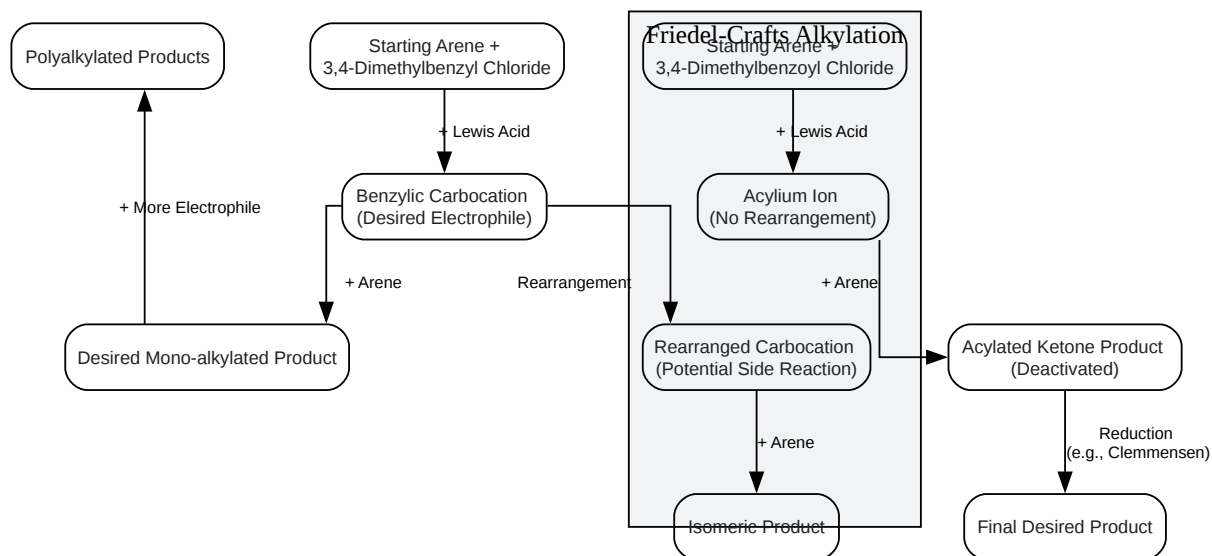 Friedel-Crafts Alkylation
Polyalkylated Products
Starting Arene +
3,4-Dimethylbenzyl Chloride
Starting Arene +
3,4-Dimethylbenzoyl Chloride
+ Lewis Acid
+ Lewis Acid
+ More Electrophile
Benzylic Carbocation
(Desired Electrophile)
Acylium Ion
(No Rearrangement)
+ Arene
Rearrangement
+ Arene
Desired Mono-alkylated Product
Rearranged Carbocation
(Potential Side Reaction)
Acylated Ketone Product
(Deactivated)
+ Arene
Reduction
(e.g., Clemmensen)
Isomeric Product
Final Desired Product